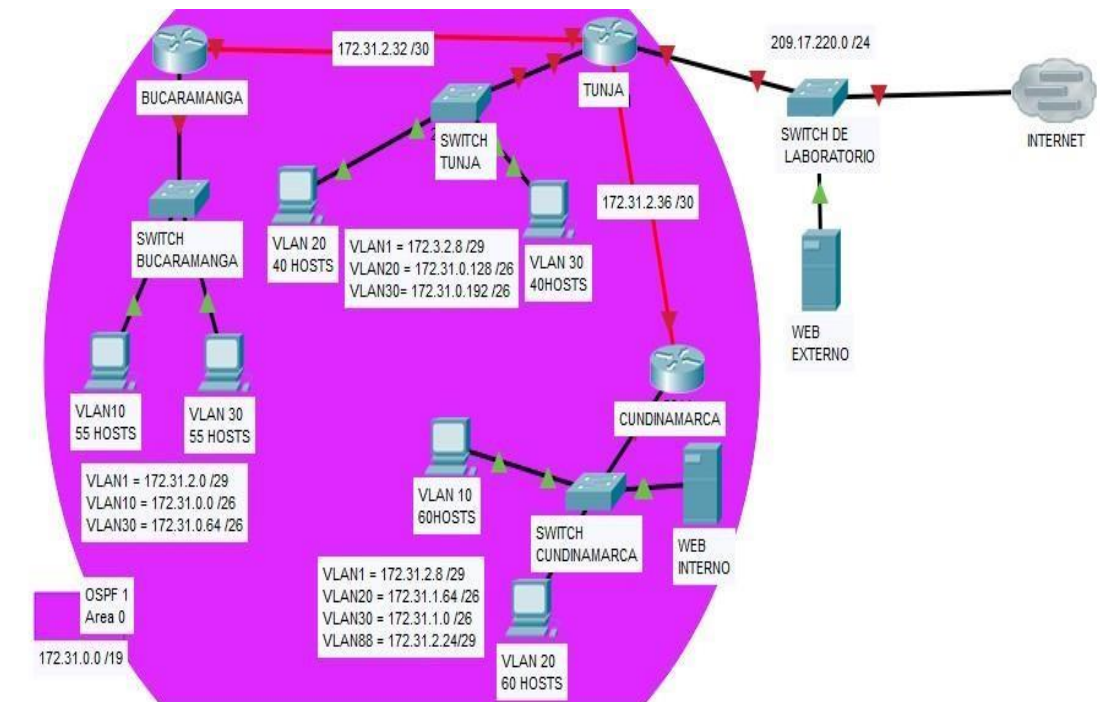 172.31.2.32 /30
209.17.220.0 /24
BUCARAMANGA
TUNJA
INTERNET
SWITCH
TUNJA
SWITCH DE
LABORATORIO
172.31.2.36 /30
SWITCH
BUCARAMANGA
VLAN 20
40 HOSTS
VLAN1 = 172.3.2.8 /29
VLAN20 = 172.31.0.128 /26
VLAN30= 172.31.0.192 /26
VLAN 30
40HOSTS
WEB
EXTERNO
VLAN10
55 HOSTS
VLAN 30
55 HOSTS
CUNDINAMARCA
VLAN1 = 172.31.2.0 /29
VLAN10 = 172.31.0.0 /26
VLAN30 = 172.31.0.64 /26
VLAN 10
60HOSTS
SWITCH
CUNDINAMARCA
WEB
INTERNO
VLAN1 = 172.31.2.8 /29
VLAN20 = 172.31.1.64 /26
VLAN30 = 172.31.1.0 /26
VLAN88 = 172.31.2.24/29
OSPF 1
Area 0
172.31.0.0 /19
VLAN 20
60 HOSTS